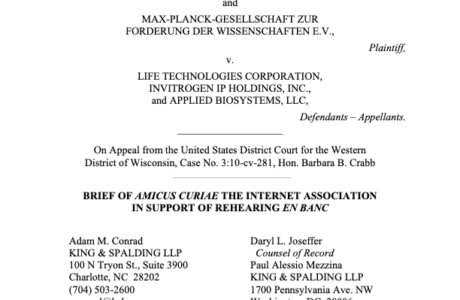 and
MAX-PLANCK-GESELLSCHAFT ZUR
FORDERUNG DER WISSENSCHAFTEN E.V.,
Plaintiff,
v.
LIFE TECHNOLOGIES CORPORATION,
INVITROGEN IP HOLDINGS, INC.,
and APPLIED BIOSYSTEMS, LLC,
Defendants – Appellants.
On Appeal from the United States District Court for the Western
District of Wisconsin, Case No. 3:10-cv-281, Hon. Barbara B. Crabb
BRIEF OF AMICUS CURIAE THE INTERNET ASSOCIATION
IN SUPPORT OF REHEARING EN BANC
Adam M. Conrad
KING & SPALDING LLP
100 N Tryon St., Suite 3900
Charlotte, NC 28202
(704) 503-2600
Daryl L. Joseffer
Counsel of Record
Paul Alessio Mezzina
KING & SPALDING LLP
1700 Pennsylvania Ave. NW